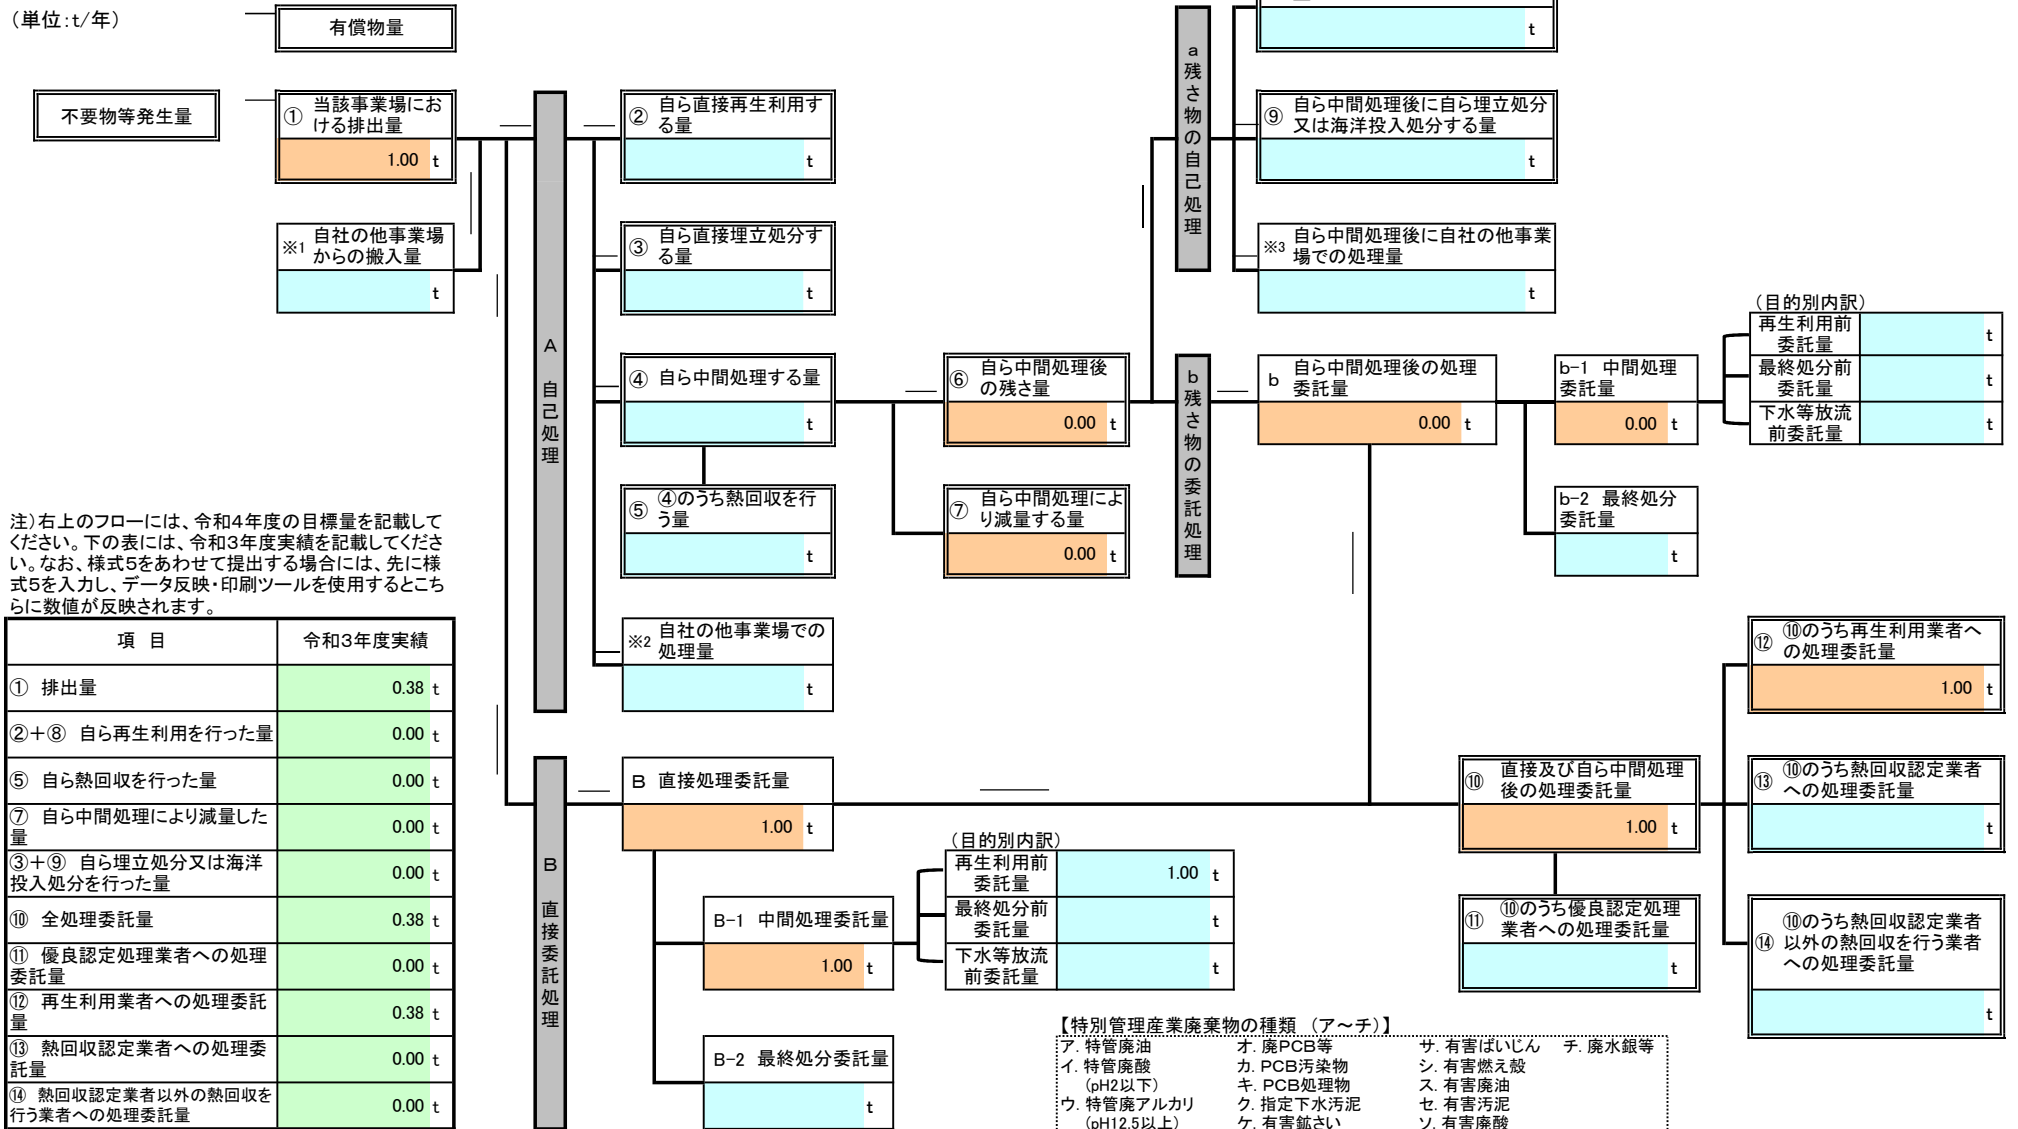 （単位：t/年）
有償物量
不要物等発生量
① 当該事業場にお
ける排出量
1.00 t
※1 自社の他事業場
からの搬入量
t
A 自己処理
② 自ら直接再生利用す
る量
t
③ 自ら直接埋立処分す
る量
t
④ 自ら中間処理する量
t
⑤ ④のうち熱回収を行
う量
t
※2 自社の他事業場での
処理量
t
⑥ 自ら中間処理後
の残さ量
0.00 t
⑦ 自ら中間処理によ
り減量する量
0.00 t
a 残さ物の自己処理
t
⑨ 自ら中間処理後に自ら埋立処分
又は海洋投入処分する量
t
※3 自ら中間処理後に自社の他事業
場での処理量
t
b 残さ物の委託処理
b 自ら中間処理後の処理
委託量
0.00 t
b-1 中間処理
委託量
0.00 t
（目的別内訳）
再生利用前
委託量
t
最終処分前
委託量
t
下水等放流
前委託量
t
b-2 最終処分
委託量
t
注）右上のフローには、令和4年度の目標量を記載して
ください。下の表には、令和3年度実績を記載してくださ
い。なお、様式5をあわせて提出する場合には、先に様
式5を入力し、データ反映・印刷ツールを使用するとこち
らに数値が反映されます。
項 目 令和3年度実績
① 排出量 0.38 t
②＋⑧ 自ら再生利用を行った量 0.00 t
⑤ 自ら熱回収を行った量 0.00 t
⑦ 自ら中間処理により減量した
量 0.00 t
③＋⑨ 自ら埋立処分又は海洋
投入処分を行った量 0.00 t
⑩ 全処理委託量 0.38 t
⑪ 優良認定処理業者への処理
委託量 0.00 t
⑫ 再生利用業者への処理委託
量 0.38 t
⑬ 熱回収認定業者への処理委
託量 0.00 t
⑭ 熱回収認定業者以外の熱回収を
行う業者への処理委託量 0.00 t
B 直接委託処理
B 直接処理委託量
1.00 t
B-1 中間処理委託量
1.00 t
（目的別内訳）
再生利用前
委託量
1.00 t
最終処分前
委託量
t
下水等放流
前委託量
t
B-2 最終処分委託量
t
⑩ 直接及び自ら中間処理
後の処理委託量
1.00 t
⑪ ⑩のうち優良認定処理
業者への処理委託量
t
⑫ ⑩のうち再生利用業者へ
の処理委託量
1.00 t
⑬ ⑩のうち熱回収認定業者
への処理委託量
t
⑭ ⑩のうち熱回収認定業者
以外の熱回収を行う業者
への処理委託量
t
【特別管理産業廃棄物の種類 （ア～チ）】
ア. 特管廃油 オ. 廃PCB等 サ. 有害ばいじん チ. 廃水銀等
イ. 特管廃酸 カ. PCB汚染物 シ. 有害燃え殻
（pH2以下） キ. PCB処理物 ス. 有害廃油
ウ. 特管廃アルカリ ク. 指定下水汚泥 セ. 有害汚泥
（pH12.5以上） ケ. 有害鉱さい ソ. 有害廃酸